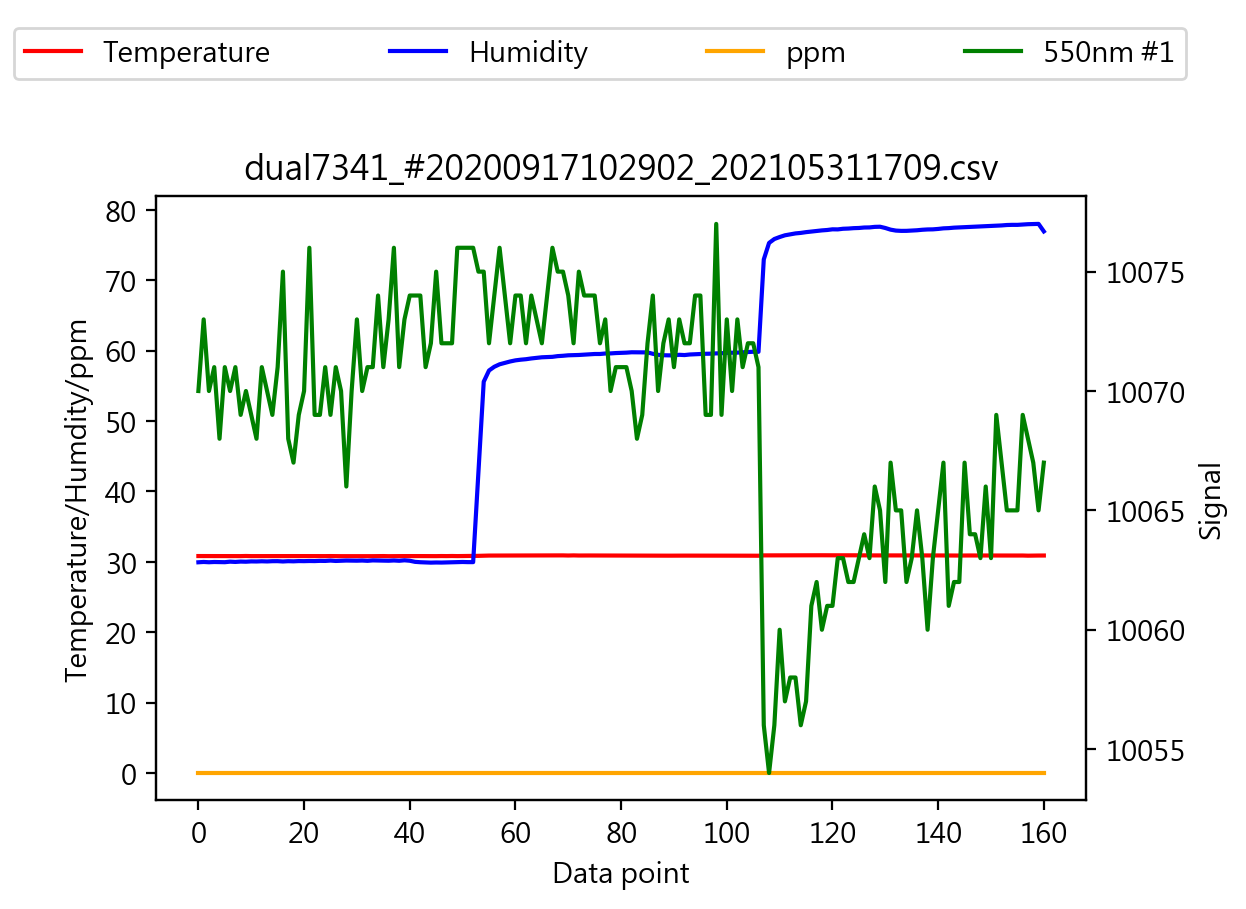 Temperature Humidity ppm 550nm #1
dual7341_#20200917102902_202105311709.csv
80
70
60
50
40
30
20
10
0
Temperature/Humdity/ppm
10075
10070
10065
10060
10055
Signal
0 20 40 60 80 100 120 140 160
Data point